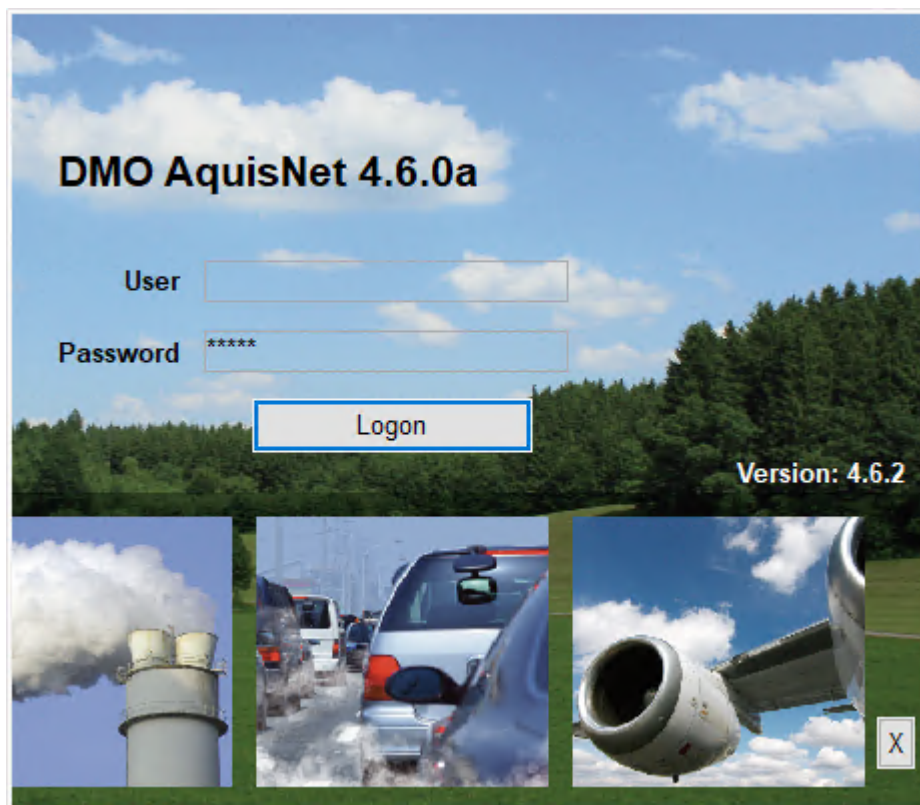 DMO AquisNet 4.6.0a
User
Password *****
Logon
Version: 4.6.2
X